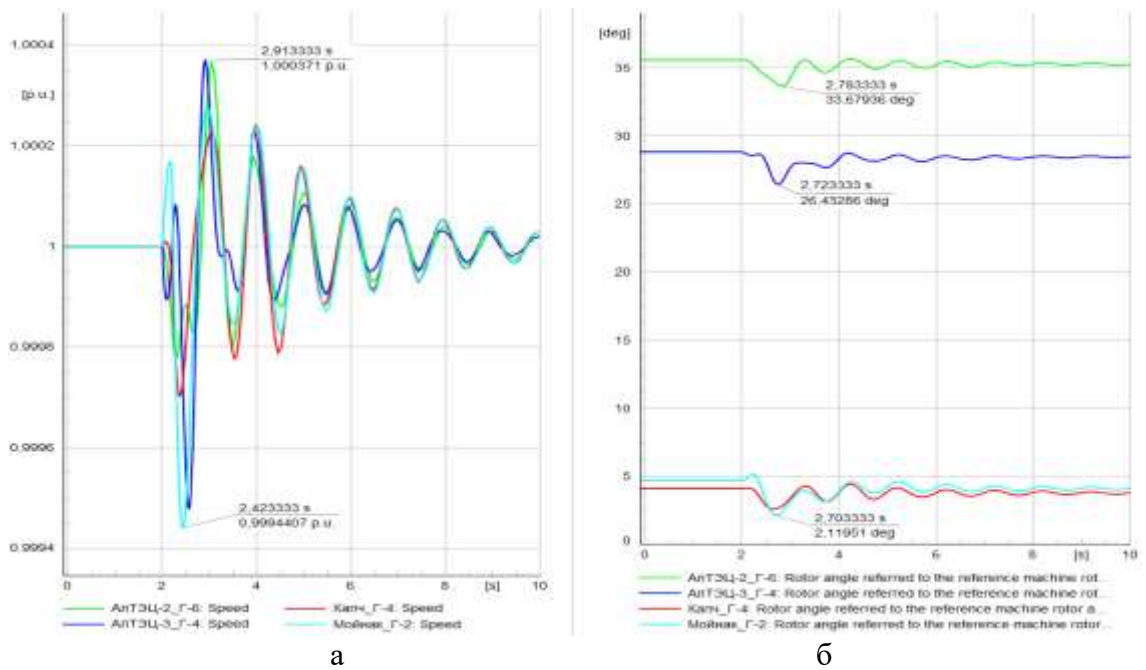 1,0004
[p.u.]
1,0002
1
0,9998
0,9996
0,9994
2,913333 s
1,000371 p.u.
2,423333 s
0,9994407 p.u.
0 2 4 6 [s] 10
АлТЭЦ-2_Г-6: Speed
АлТЭЦ-3_Г-4: Speed
Капч_Г-4: Speed
Мойнак_Г-2: Speed
а
[deg]
35
30
25
20
15
10
5
0
2,783333 s
33,67936 deg
2,723333 s
26,43286 deg
2,703333 s
2,11951 deg
0 2 4 6 8 [s] 10
АлТЭЦ-2_Г-6: Rotor angle referred to the reference machine rot...
АлТЭЦ-3_Г-4: Rotor angle referred to the reference machine rot...
Капч_Г-4: Rotor angle referred to the reference machine rotor a...
Мойнак_Г-2: Rotor angle referred to the reference machine rotor...
б